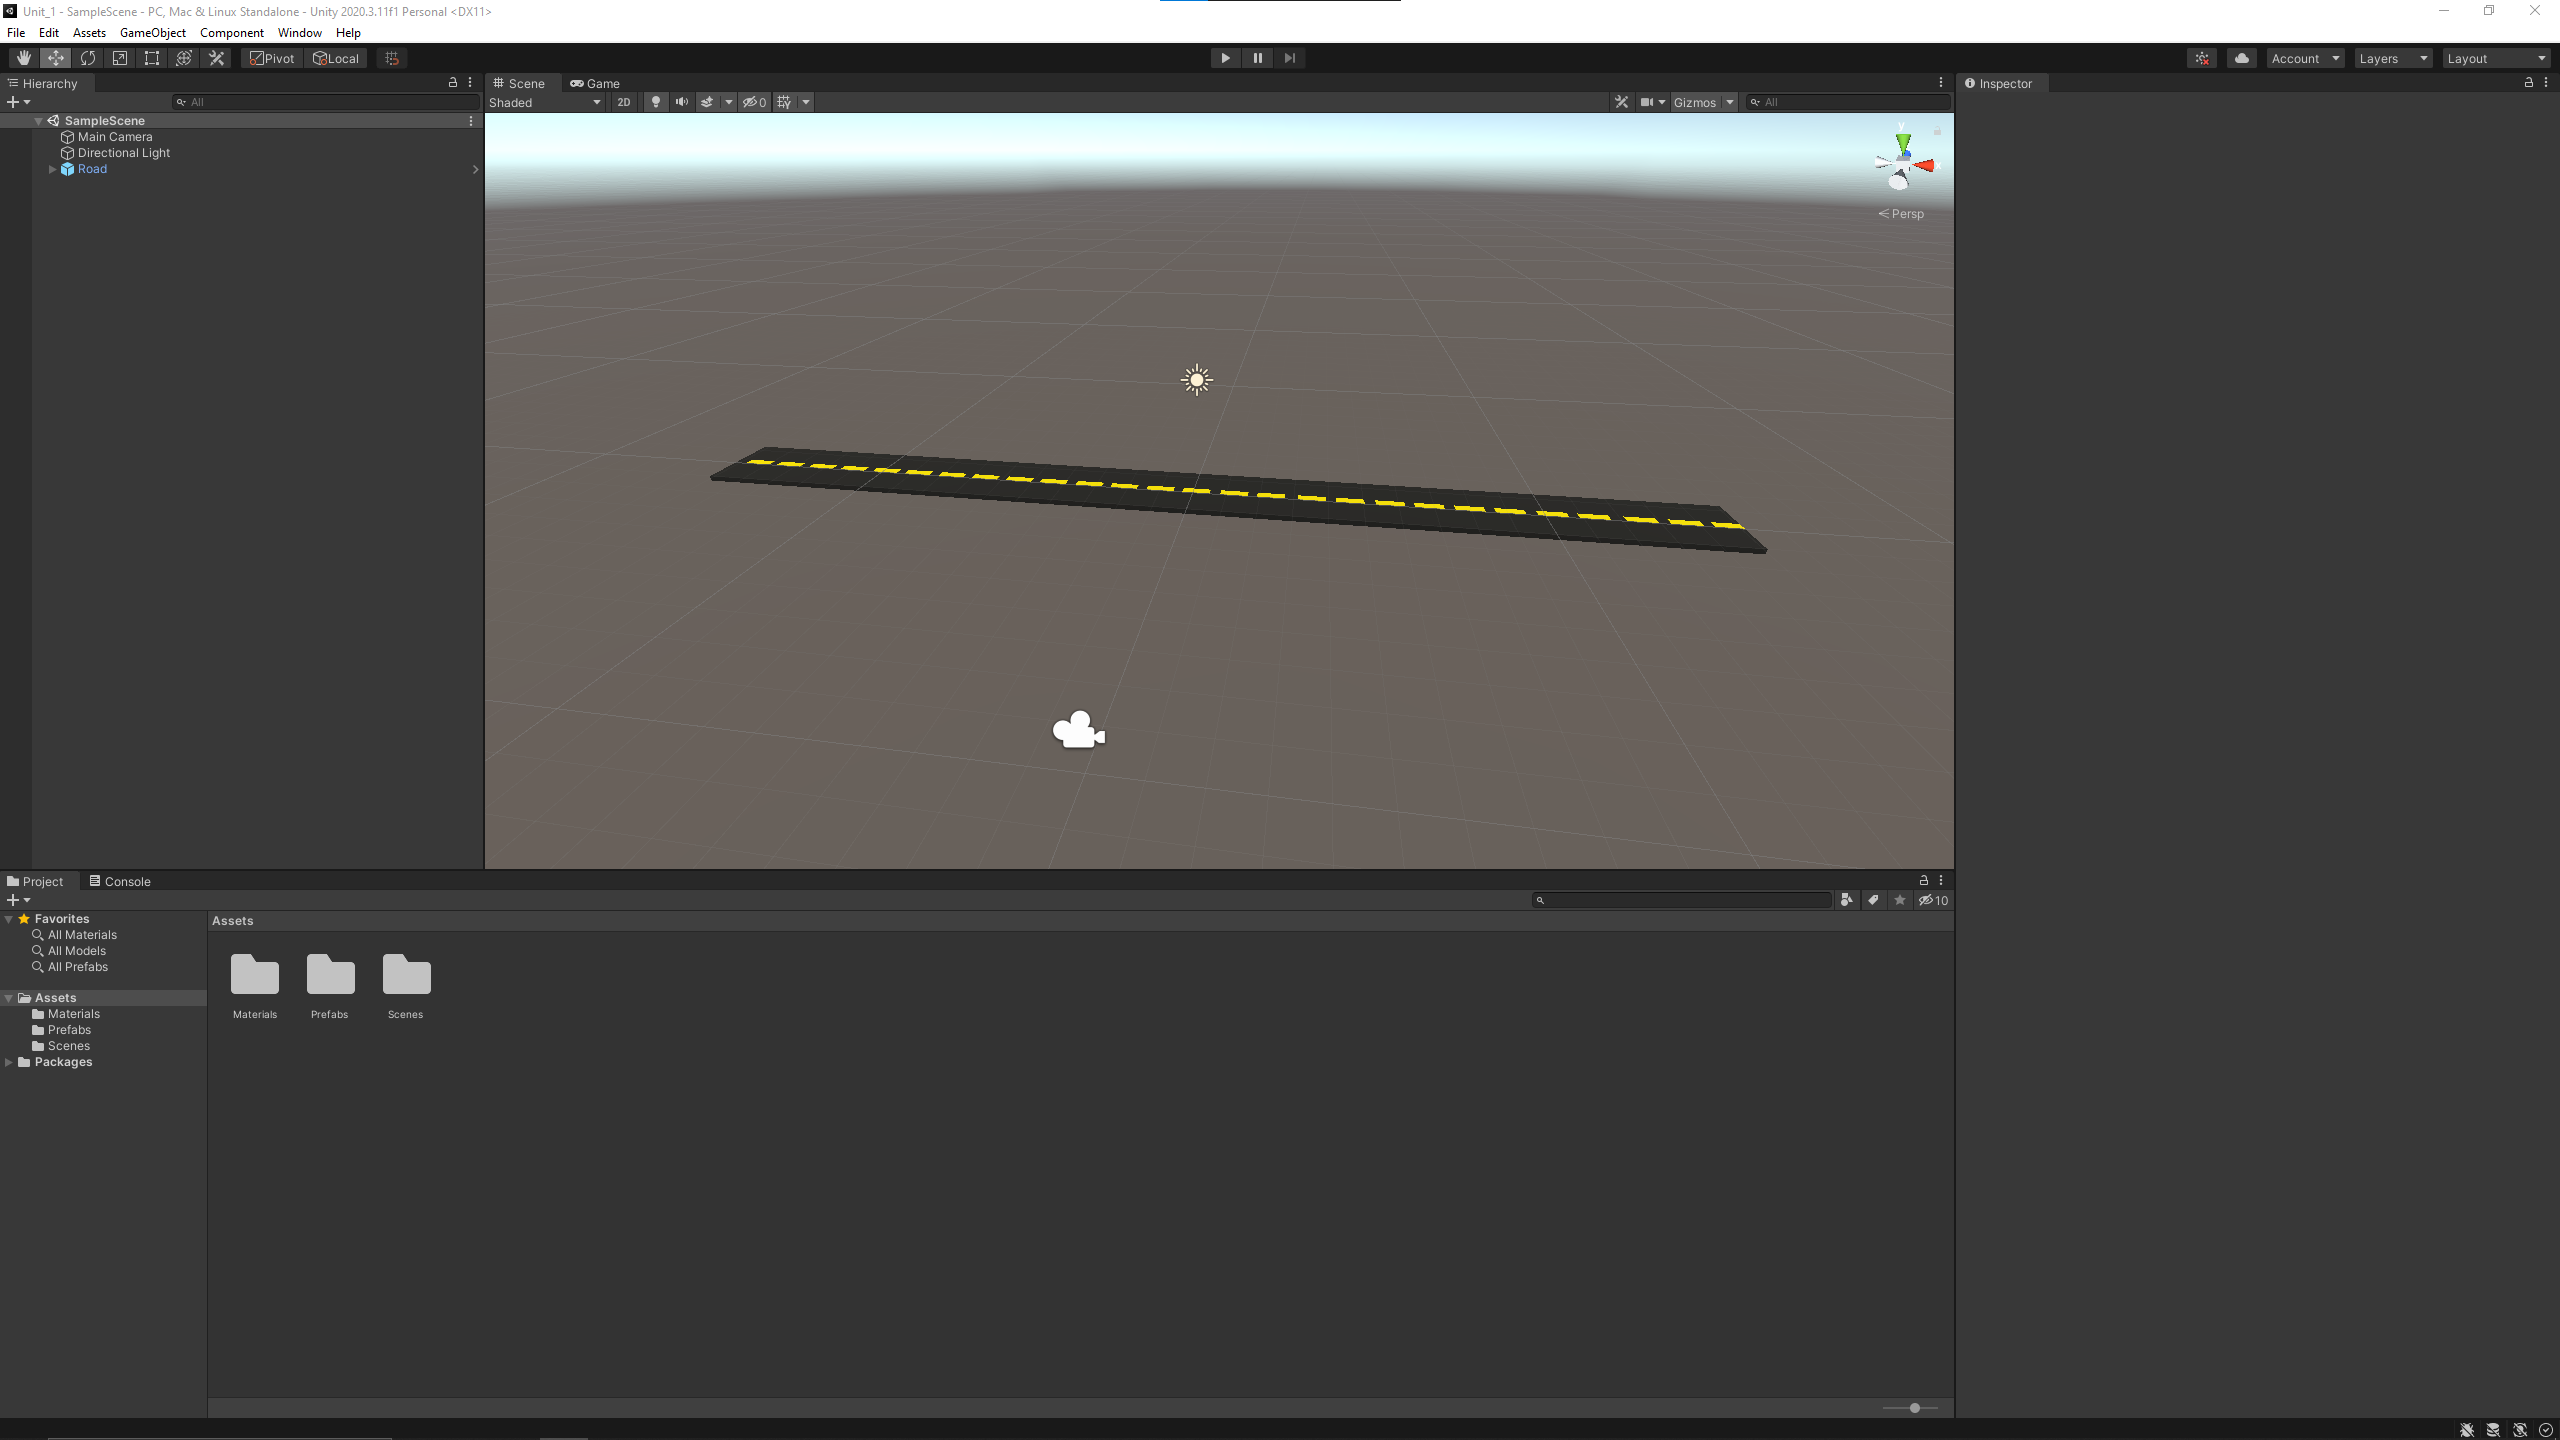 Unit_1 - SampleScene - PC, Mac & Linux Standalone - Unity 2020.3.11f1 Personal <DX11>
File Edit Assets GameObject Component Window Help
Pivot Local Account Layers Layout
Hierarchy Scene Game Inspector
All Shaded 2D 0 Gizmos All
SampleScene
Main Camera
Directional Light
Road
y
x
Persp
Project Console
10
Favorites Assets
All Materials
All Models
All Prefabs
Assets
Materials
Prefabs
Scenes
Packages
Materials Prefabs Scenes